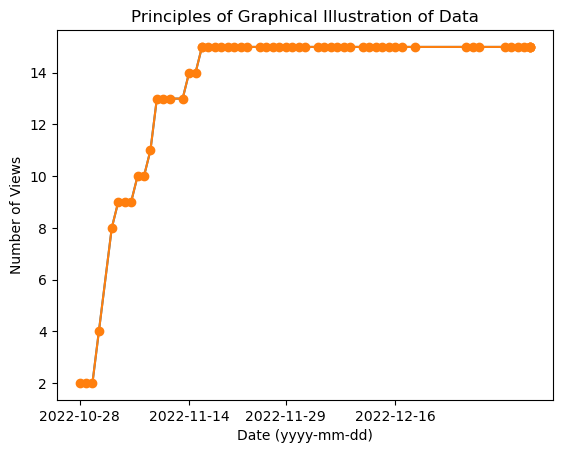 Principles of Graphical Illustration of Data
Number of Views
14
12
10
8
6
4
2
2022-10-28 2022-11-14 2022-11-29 2022-12-16
Date (yyyy-mm-dd)